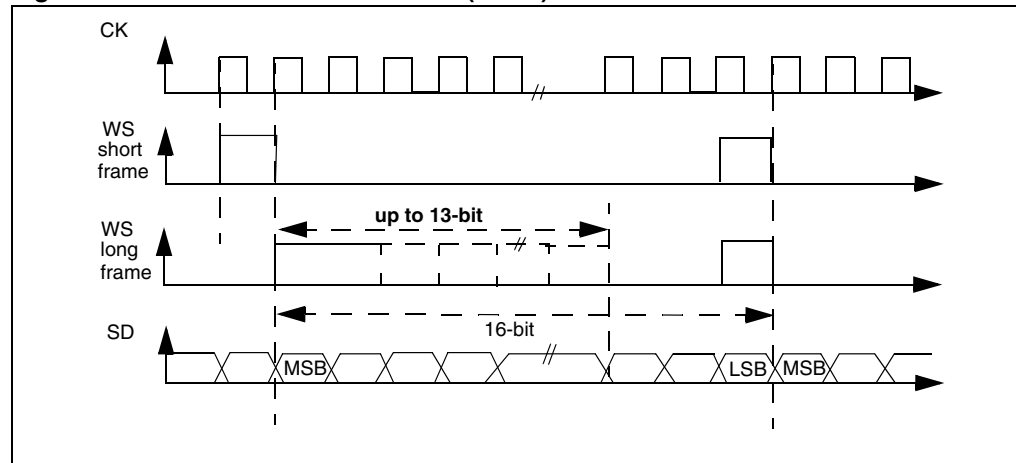 CK
WS
short
frame
up to 13-bit
WS
long
frame
16-bit
SD
MSB
LSB
MSB